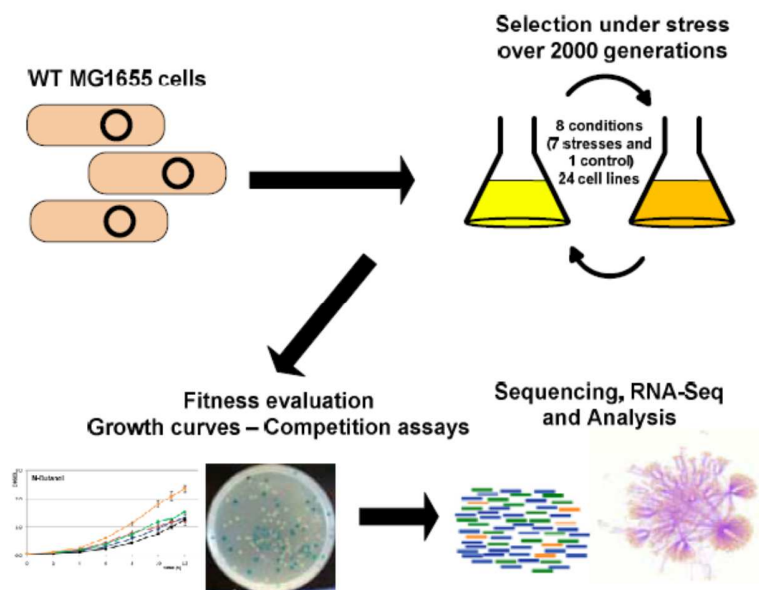 Selection under stress
over 2000 generations
WT MG1655 cells
8 conditions
(7 stresses and
1 control)
24 cell lines
Fitness evaluation
Growth curves – Competition assays
Sequencing, RNA-Seq
and Analysis
N-Butanol